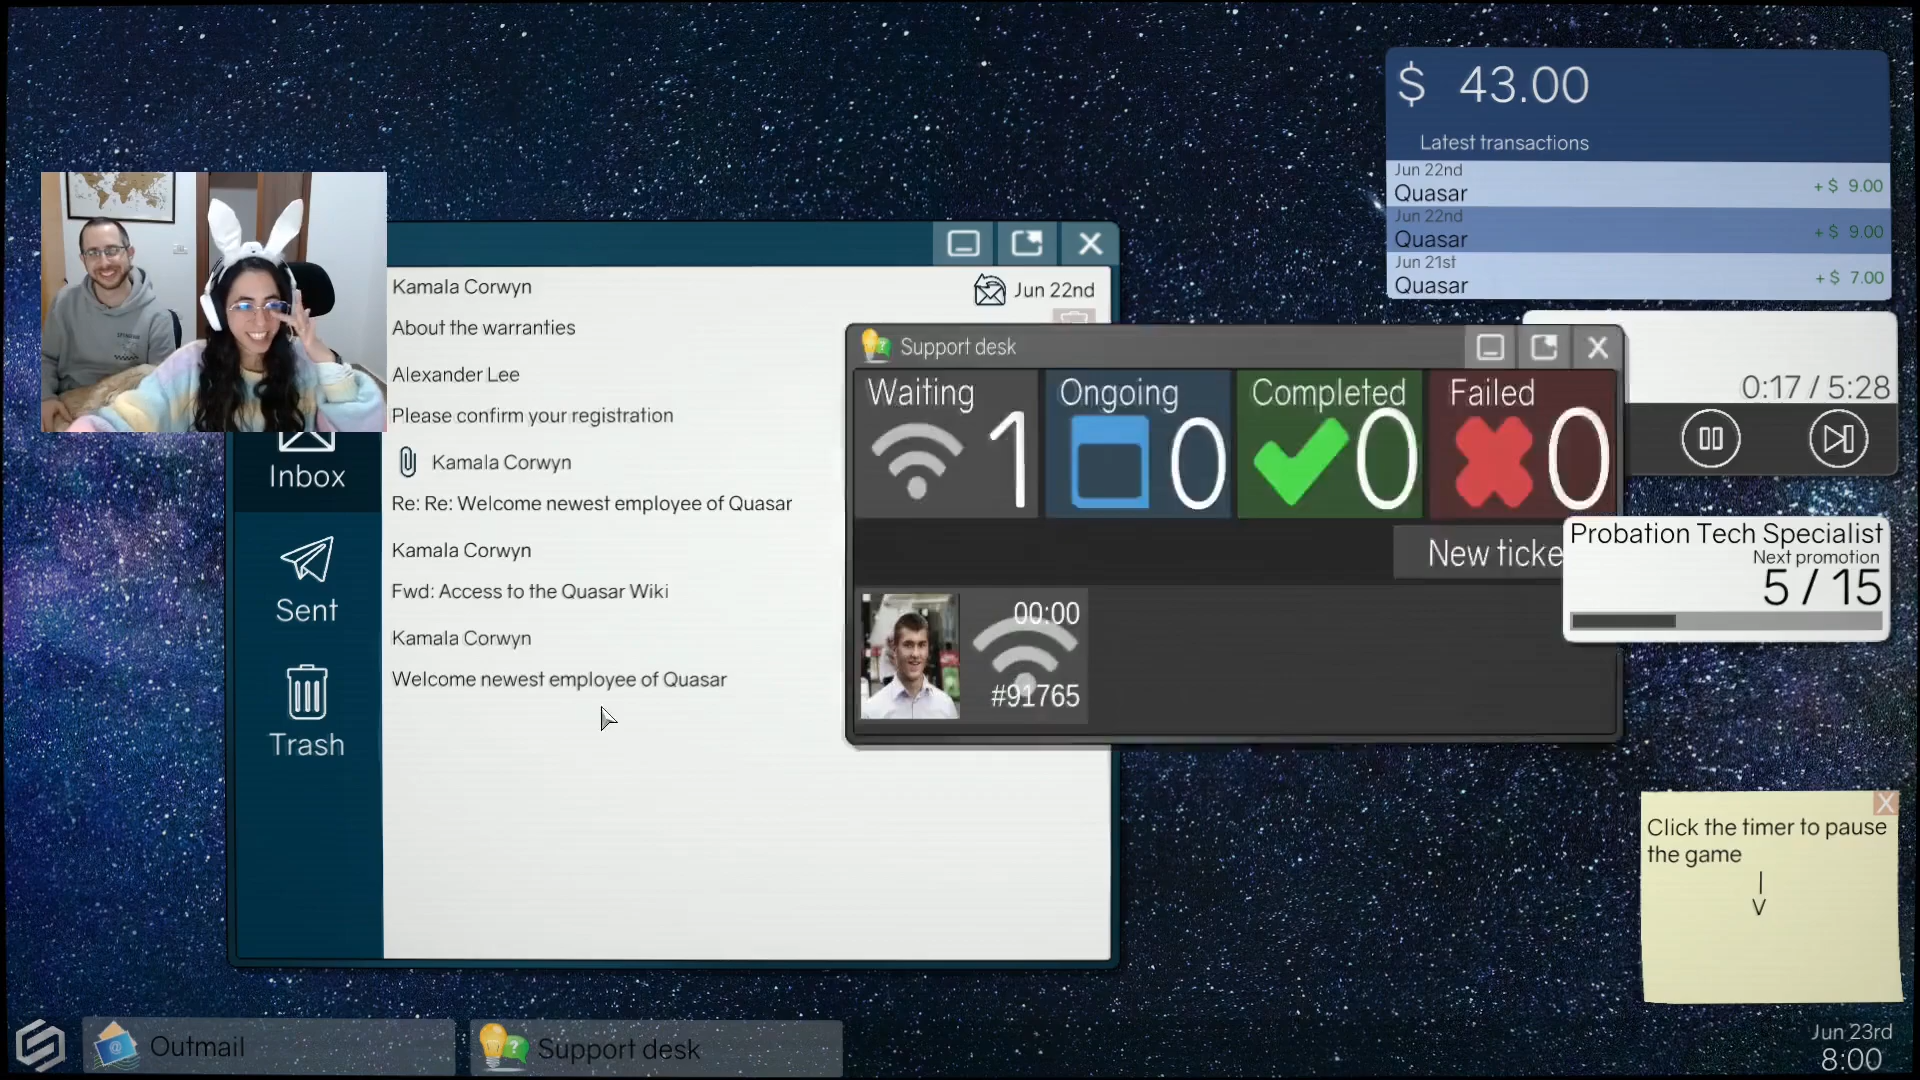 $ 43.00
Latest transactions
Jun 22nd
Quasar
+ $ 9.00
Jun 22nd
Quasar
+ $ 9.00
Jun 21st
Quasar
+ $ 7.00
Kamala Corwyn
Jun 22nd
About the warranties
Alexander Lee
Please confirm your registration
Kamala Corwyn
Re: Re: Welcome newest employee of Quasar
Kamala Corwyn
Fwd: Access to the Quasar Wiki
Kamala Corwyn
Welcome newest employee of Quasar
Inbox
Sent
Trash
Support desk
Waiting
1
Ongoing
0
Completed
0
Failed
0
New ticke
00:00
#91765
0:17 / 5:28
Probation Tech Specialist
Next promotion
5 / 15
Click the timer to pause
the game
Outmail
Support desk
Jun 23rd
8:00